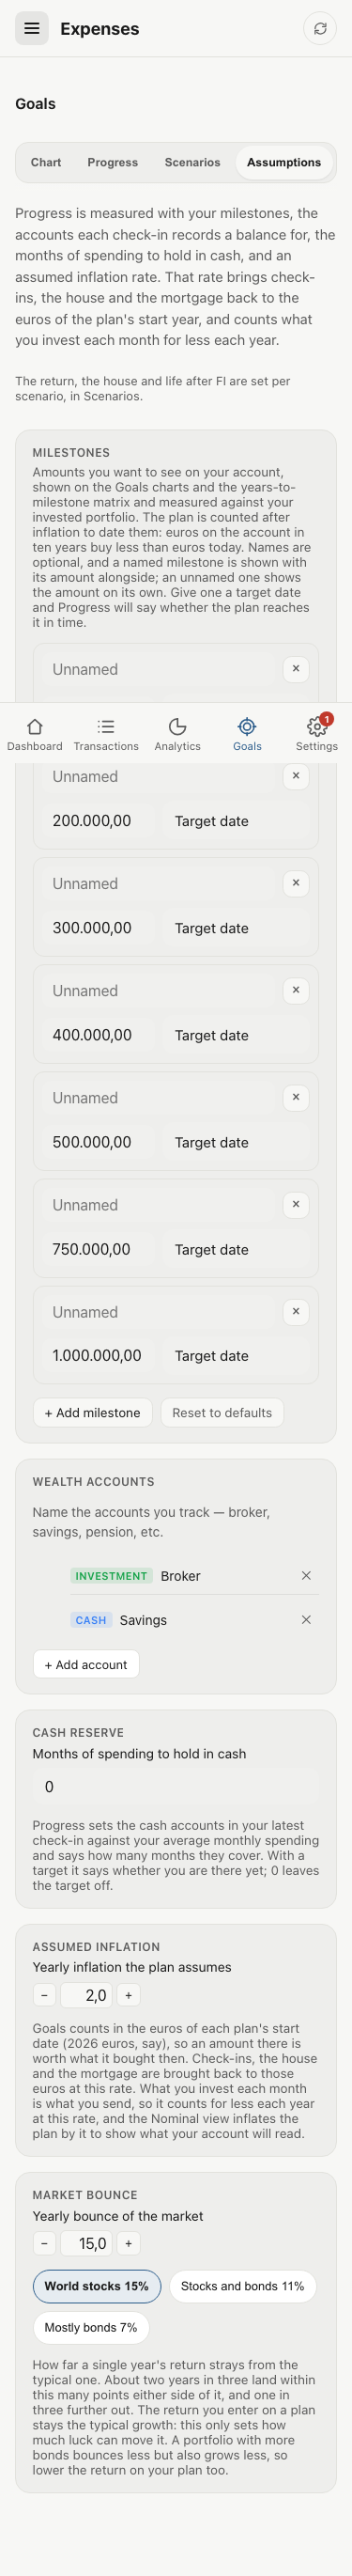 Expenses
Goals
Chart Progress Scenarios Assumptions
Progress is measured with your milestones, the
accounts each check-in records a balance for, the
months of spending to hold in cash, and an
assumed inflation rate. That rate brings check-
ins, the house and the mortgage back to the
euros of the plan's start year, and counts what
you invest each month for less each year.
The return, the house and life after FI are set per
scenario, in Scenarios.
MILESTONES
Amounts you want to see on your account,
shown on the Goals charts and the years-to-
milestone matrix and measured against your
invested portfolio. The plan is counted after
inflation to date them: euros on the account in
ten years buy less than euros today. Names are
optional, and a named milestone is shown with
its amount alongside; an unnamed one shows
the amount on its own. Give one a target date
and Progress will say whether the plan reaches
it in time.
Unnamed ×
1
Dashboard Transactions Analytics Goals Settings
Unnamed ×
200.000,00 Target date
Unnamed ×
300.000,00 Target date
Unnamed ×
400.000,00 Target date
Unnamed ×
500.000,00 Target date
Unnamed ×
750.000,00 Target date
Unnamed ×
1.000.000,00 Target date
+ Add milestone Reset to defaults
WEALTH ACCOUNTS
Name the accounts you track — broker,
savings, pension, etc.
INVESTMENT Broker ×
CASH Savings ×
+ Add account
CASH RESERVE
Months of spending to hold in cash
0
Progress sets the cash accounts in your latest
check-in against your average monthly spending
and says how many months they cover. With a
target it says whether you are there yet; 0 leaves
the target off.
ASSUMED INFLATION
Yearly inflation the plan assumes
− 2,0 +
Goals counts in the euros of each plan's start
date (2026 euros, say), so an amount there is
worth what it bought then. Check-ins, the house
and the mortgage are brought back to those
euros at this rate. What you invest each month
is what you send, so it counts for less each year
at this rate, and the Nominal view inflates the
plan by it to show what your account will read.
MARKET BOUNCE
Yearly bounce of the market
− 15,0 +
World stocks 15% Stocks and bonds 11%
Mostly bonds 7%
How far a single year's return strays from the
typical one. About two years in three land within
this many points either side of it, and one in
three further out. The return you enter on a plan
stays the typical growth: this only sets how
much luck can move it. A portfolio with more
bonds bounces less but also grows less, so
lower the return on your plan too.